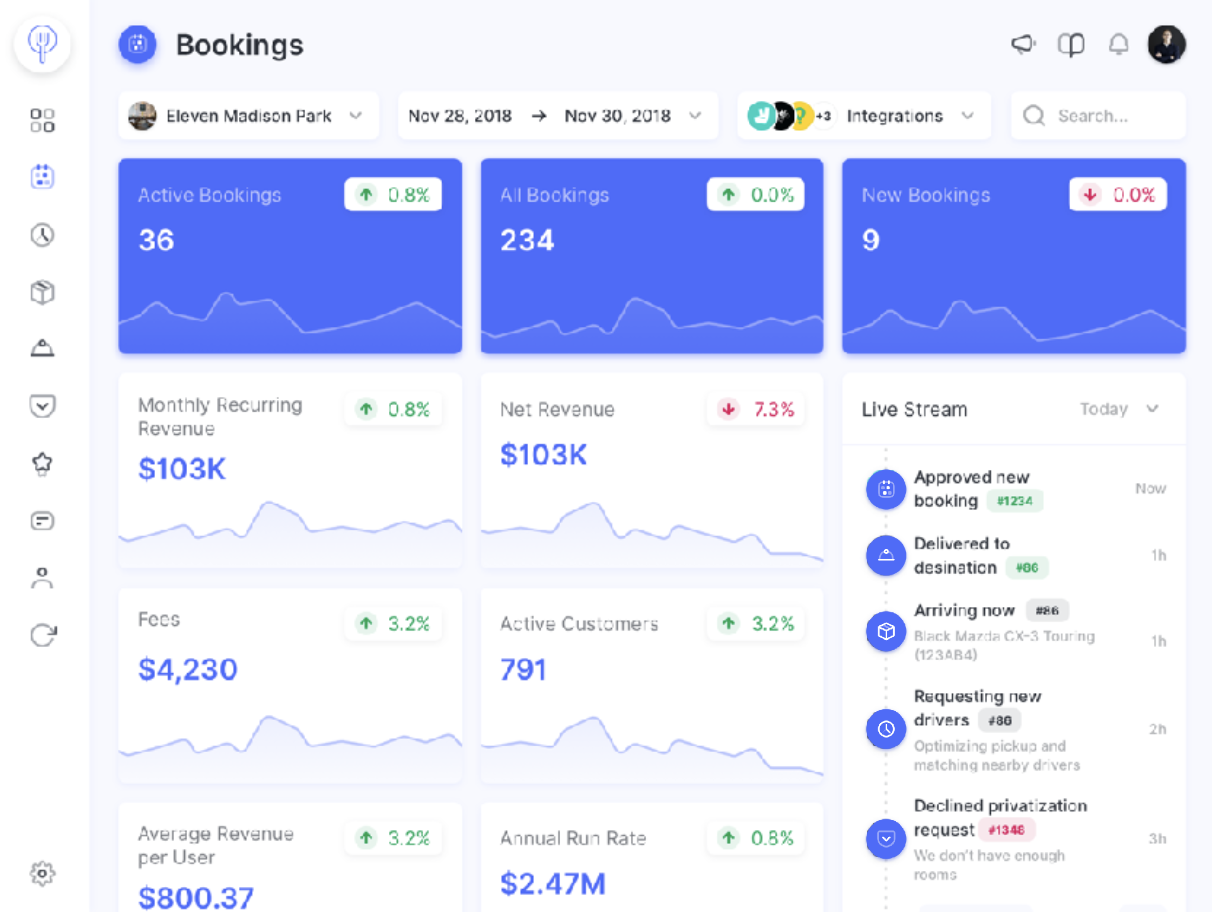 Bookings
Eleven Madison Park
Nov 28, 2018 → Nov 30, 2018
+3 Integrations
Search...
Active Bookings
0.8%
36
All Bookings
0.0%
234
New Bookings
0.0%
9
Monthly Recurring
Revenue
0.8%
$103K
Net Revenue
7.3%
$103K
Fees
3.2%
$4,230
Active Customers
3.2%
791
Average Revenue
per User
3.2%
$800.37
Annual Run Rate
0.8%
$2.47M
Live Stream
Today
Approved new
booking #1234
Now
Delivered to
desination #86
1h
Arriving now #86
Black Mazda CX-3 Touring
(123AB4)
1h
Requesting new
drivers #86
Optimizing pickup and
matching nearby drivers
2h
Declined privatization
request #1348
We don't have enough
rooms
3h